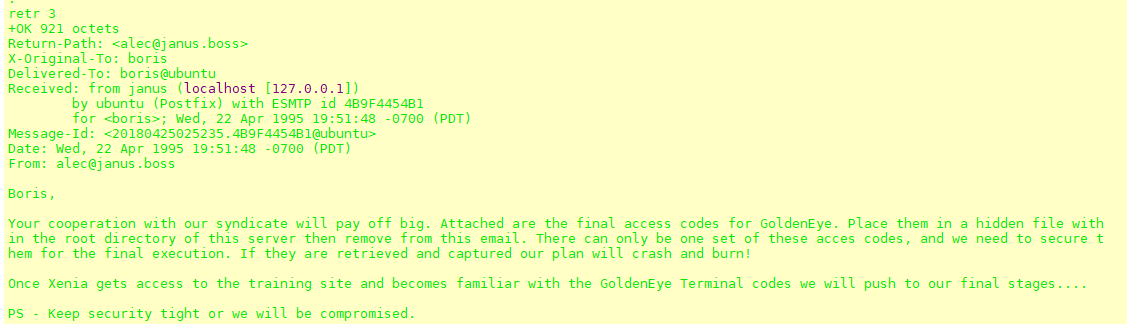 retr 3
+OK 921 octets
Return-Path: <alec@janus.boss>
X-Original-To: boris
Delivered-To: boris@ubuntu
Received: from janus (localhost [127.0.0.1])
        by ubuntu (Postfix) with ESMTP id 4B9F4454B1
        for <boris>; Wed, 22 Apr 1995 19:51:48 -0700 (PDT)
Message-Id: <20180425025235.4B9F4454B1@ubuntu>
Date: Wed, 22 Apr 1995 19:51:48 -0700 (PDT)
From: alec@janus.boss

Boris,

Your cooperation with our syndicate will pay off big. Attached are the final access codes for GoldenEye. Place them in a hidden file with
in the root directory of this server then remove from this email. There can only be one set of these acces codes, and we need to secure t
hem for the final execution. If they are retrieved and captured our plan will crash and burn!

Once Xenia gets access to the training site and becomes familiar with the GoldenEye Terminal codes we will push to our final stages....

PS - Keep security tight or we will be compromised.